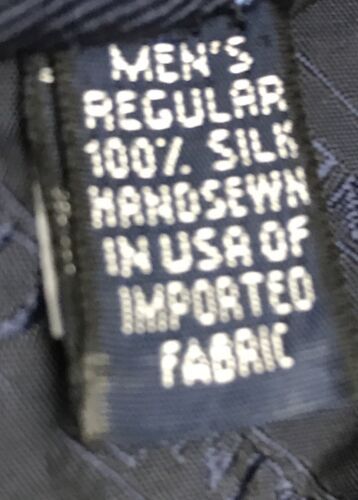 MEN'S
REGULAR
100% SILK
HANDSEWN
IN USA OF
IMPORTED
FABRIC